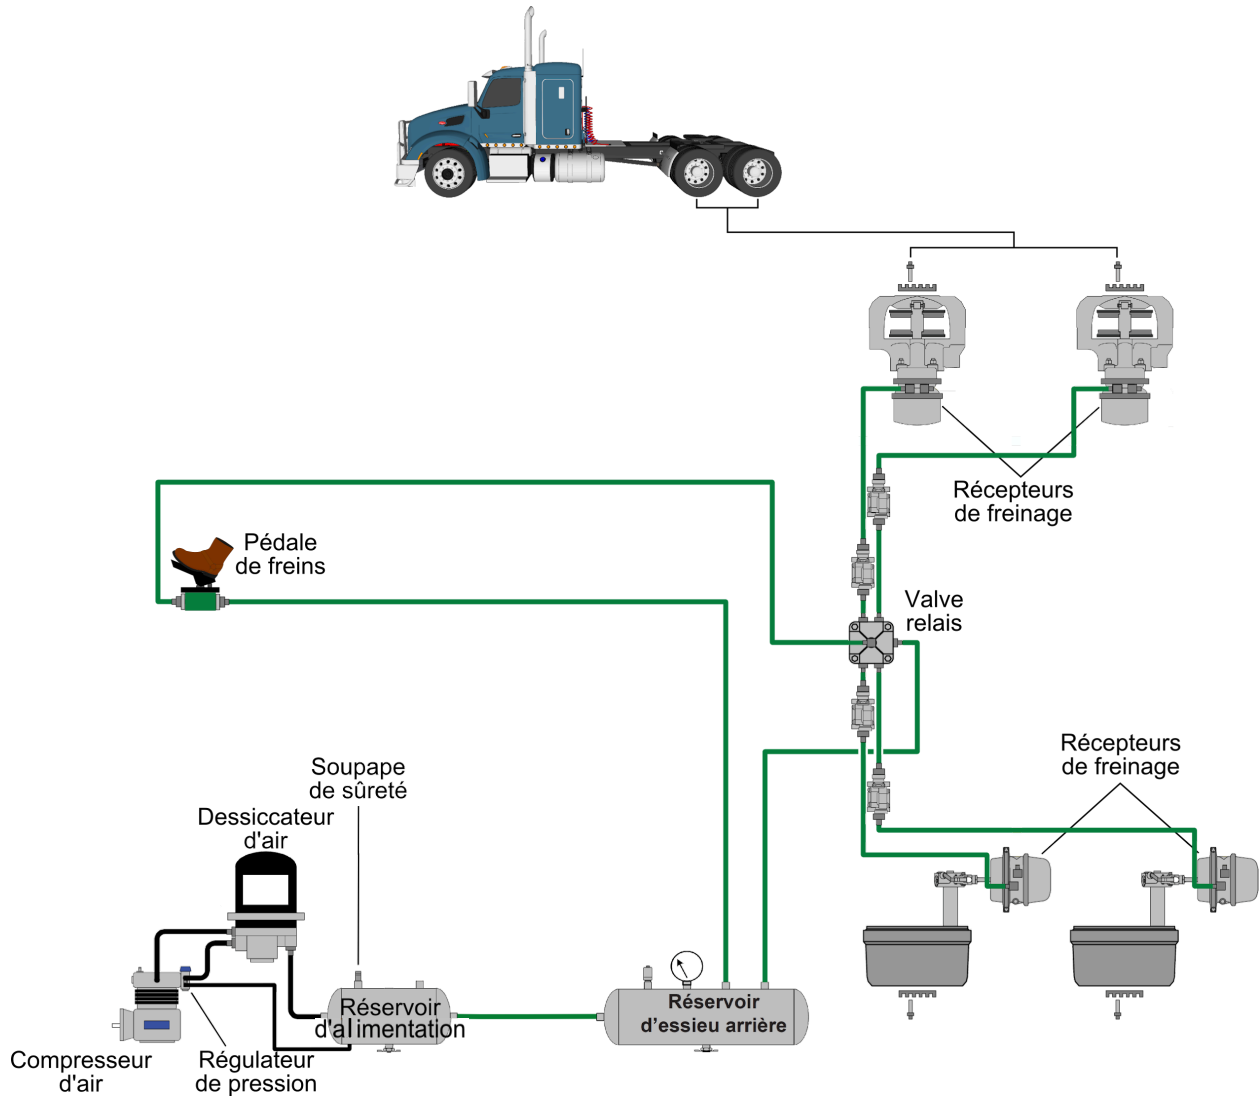 Récepteurs
de freinage
Pédale
de freins
Valve
relais
Récepteurs
de freinage
Soupape
de sûreté
Dessiccateur
d'air
Réservoir
d'alimentation
Réservoir
d'essieu arrière
Compresseur
d'air
Régulateur
de pression